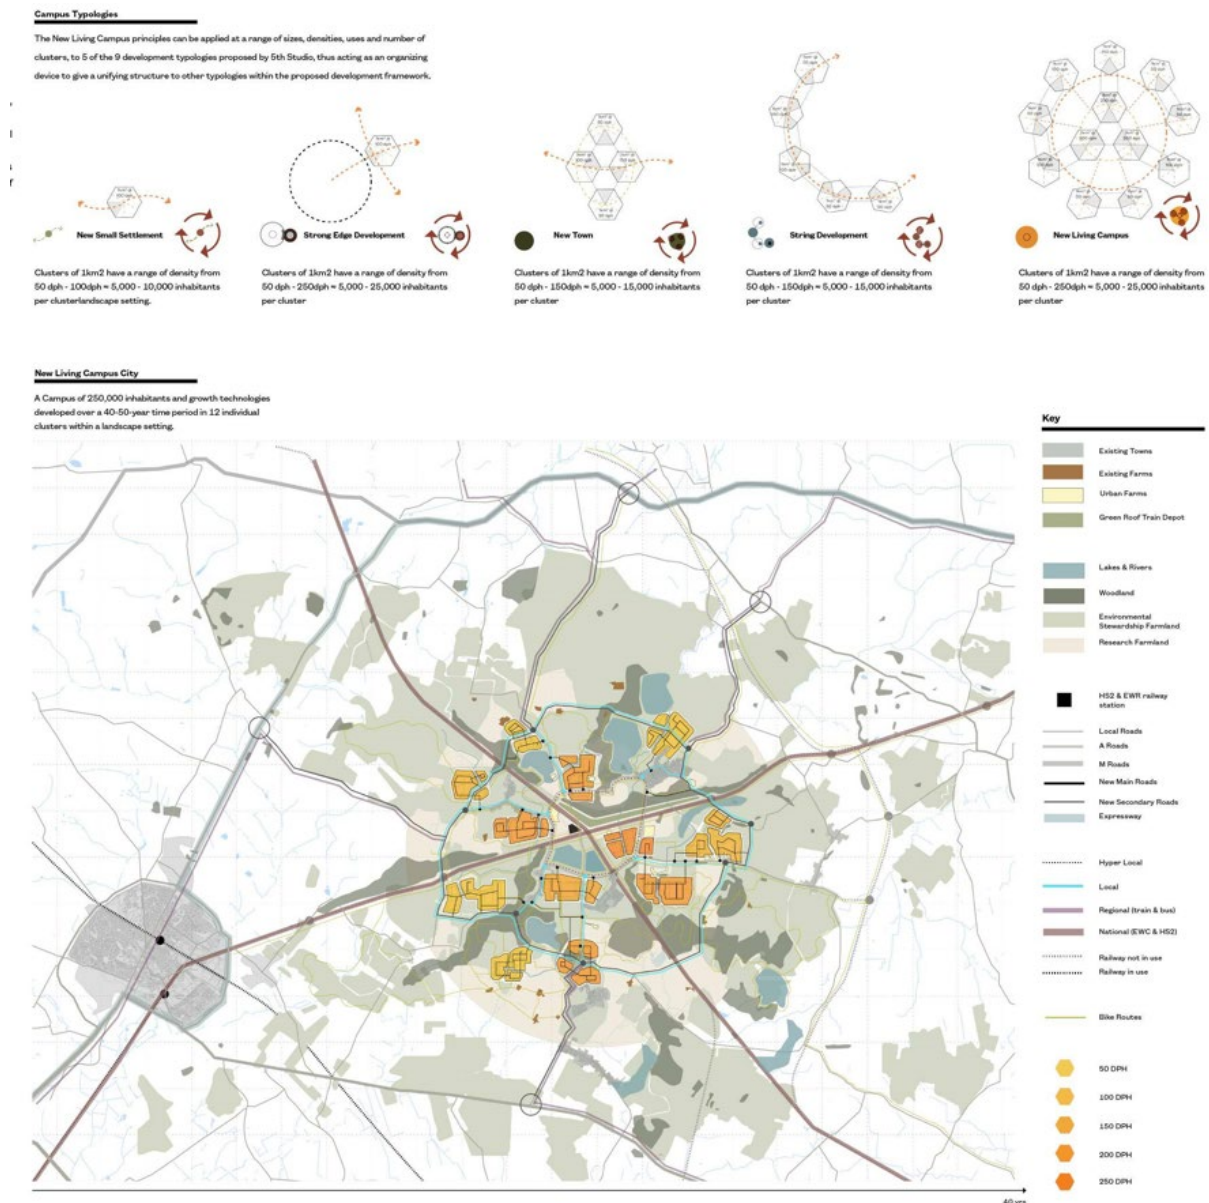 Campus Typologies
The New Living Campus principles can be applied at a range of sizes, densities, uses and number of
clusters, to 5 of the 9 development typologies proposed by 5th Studio, thus acting as an organizing
device to give a unifying structure to other typologies within the proposed development framework.
New Small Settlement
Clusters of 1km2 have a range of density from
50 dph - 100dph ≈ 5,000 - 10,000 inhabitants
per clusterlandscape setting.
Strong Edge Development
Clusters of 1km2 have a range of density from
50 dph - 250dph ≈ 5,000 - 25,000 inhabitants
per cluster
New Town
Clusters of 1km2 have a range of density from
50 dph - 150dph ≈ 5,000 - 15,000 inhabitants
per cluster
String Development
Clusters of 1km2 have a range of density from
50 dph - 150dph ≈ 5,000 - 15,000 inhabitants
per cluster
New Living Campus
Clusters of 1km2 have a range of density from
50 dph - 250dph ≈ 5,000 - 25,000 inhabitants
per cluster
New Living Campus City
A Campus of 250,000 inhabitants and growth technologies
developed over a 40-50-year time period in 12 individual
clusters within a landscape setting.
Key
Existing Towns
Existing Farms
Urban Farms
Green Roof Train Depot
Lakes & Rivers
Woodland
Environmental
Stewardship Farmland
Research Farmland
HS2 & EWR railway
station
Local Roads
A Roads
M Roads
New Main Roads
New Secondary Roads
Expressway
Hyper Local
Local
Regional (train & bus)
National (EWC & HS2)
Railway not in use
Railway in use
Bike Routes
50 DPH
100 DPH
150 DPH
200 DPH
250 DPH